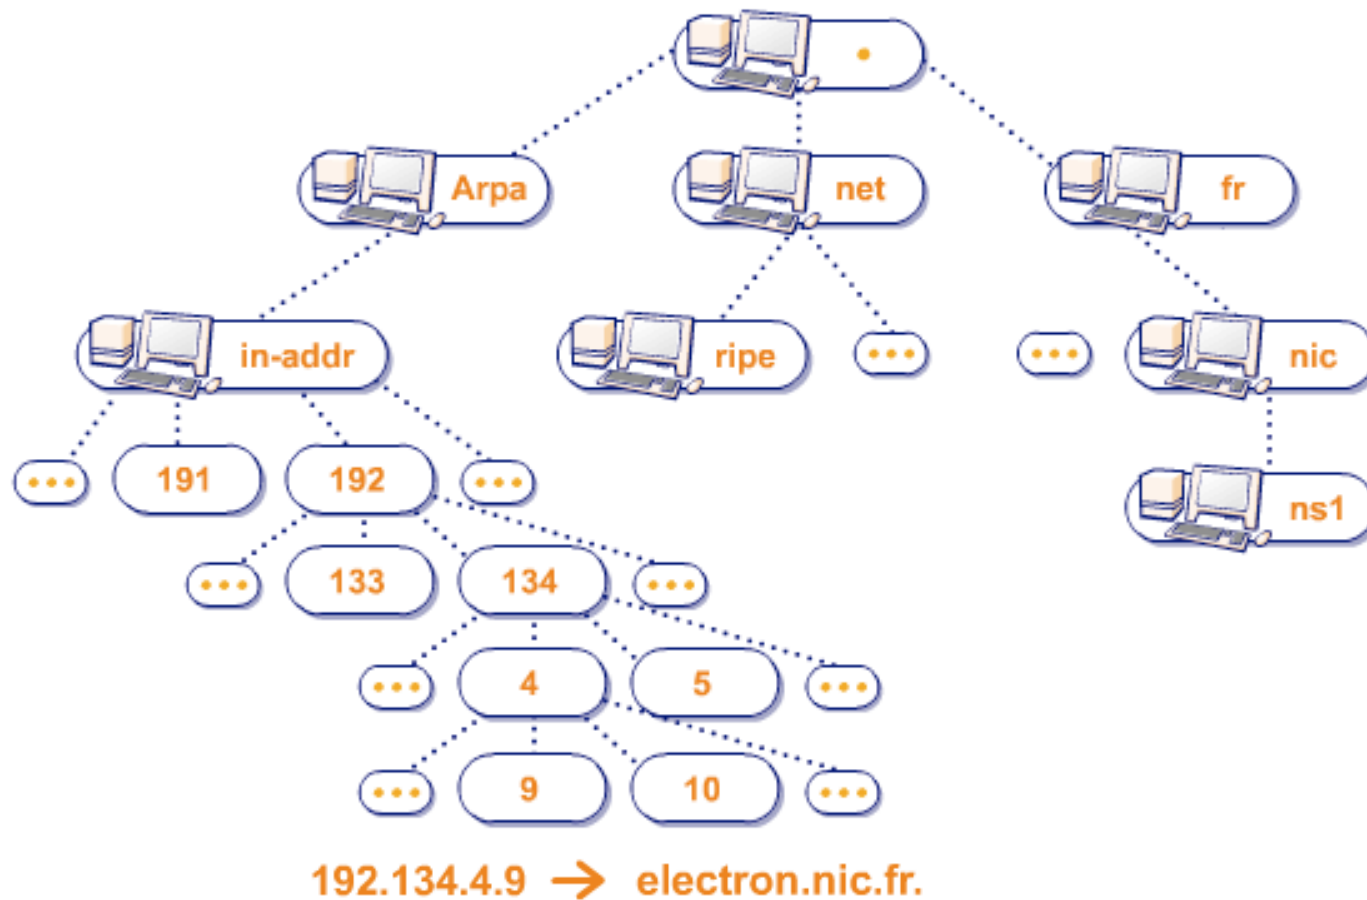 •
Arpa net fr
in-addr ripe ••• ••• nic
••• 191 192 ••• ns1
••• 133 134 •••
••• 4 5 •••
••• 9 10 •••
192.134.4.9 → electron.nic.fr.